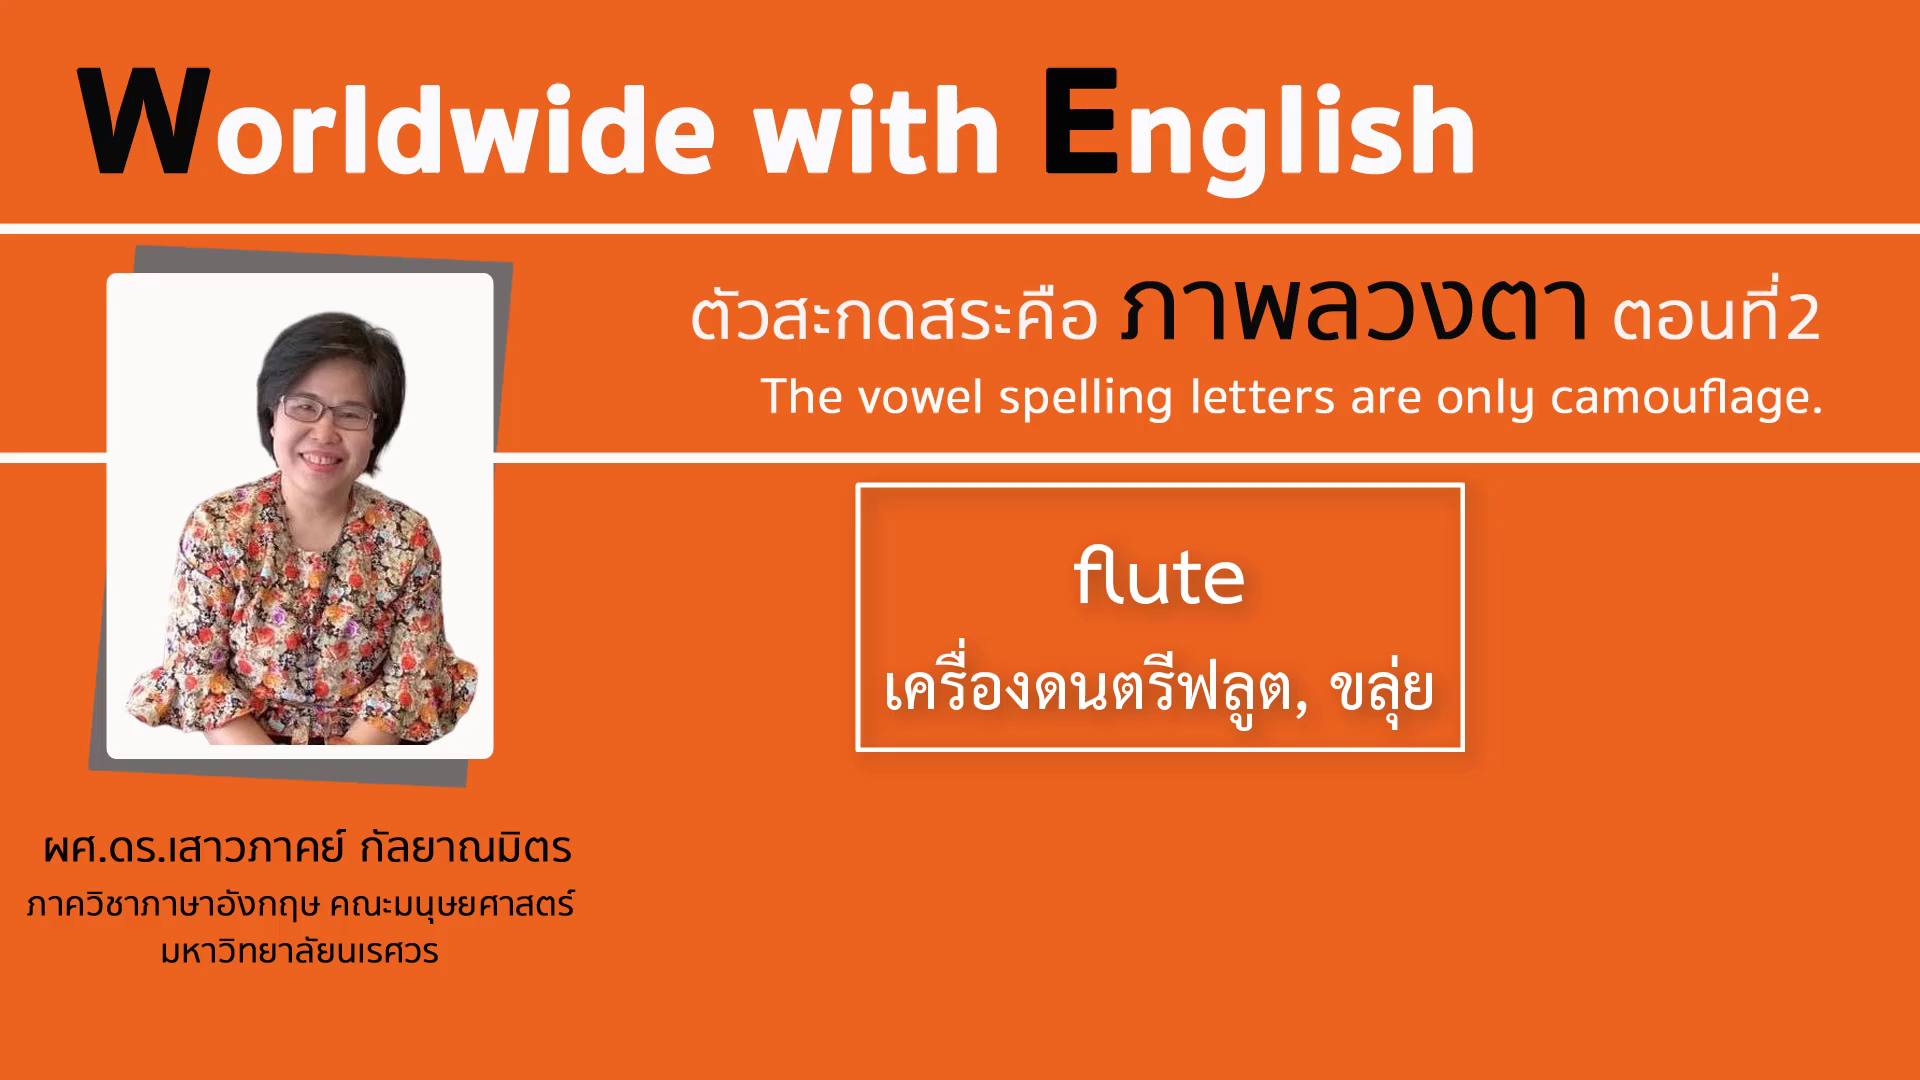 Worldwide with English
ตัวสะกดสระคือ ภาพลวงตา ตอนที่2
The vowel spelling letters are only camouflage.
flute
เครื่องดนตรีฟลูต, ขลุ่ย
ผศ.ดร.เสาวภาคย์ กัลยาณมิตร
ภาควิชาภาษาอังกฤษ คณะมนุษยศาสตร์
มหาวิทยาลัยนเรศวร